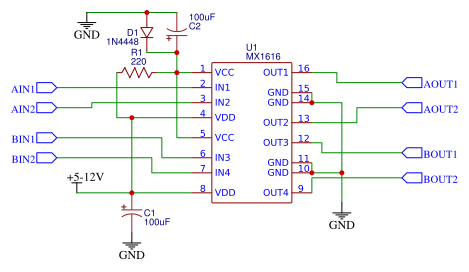 100uF
C2
D1
1N4448
GND
R1
220
U1
MX1616
1 VCC OUT1 16
AIN1 2 IN1 GND 15 AOUT1
AIN2 3 IN2 GND 14
4 VDD OUT2 13 AOUT2
BIN1 5 VCC OUT3 12
BIN2 6 IN3 GND 11 BOUT1
7 IN4 GND 10
+5-12V 8 VDD OUT4 9 BOUT2
C1
100uF
GND
GND